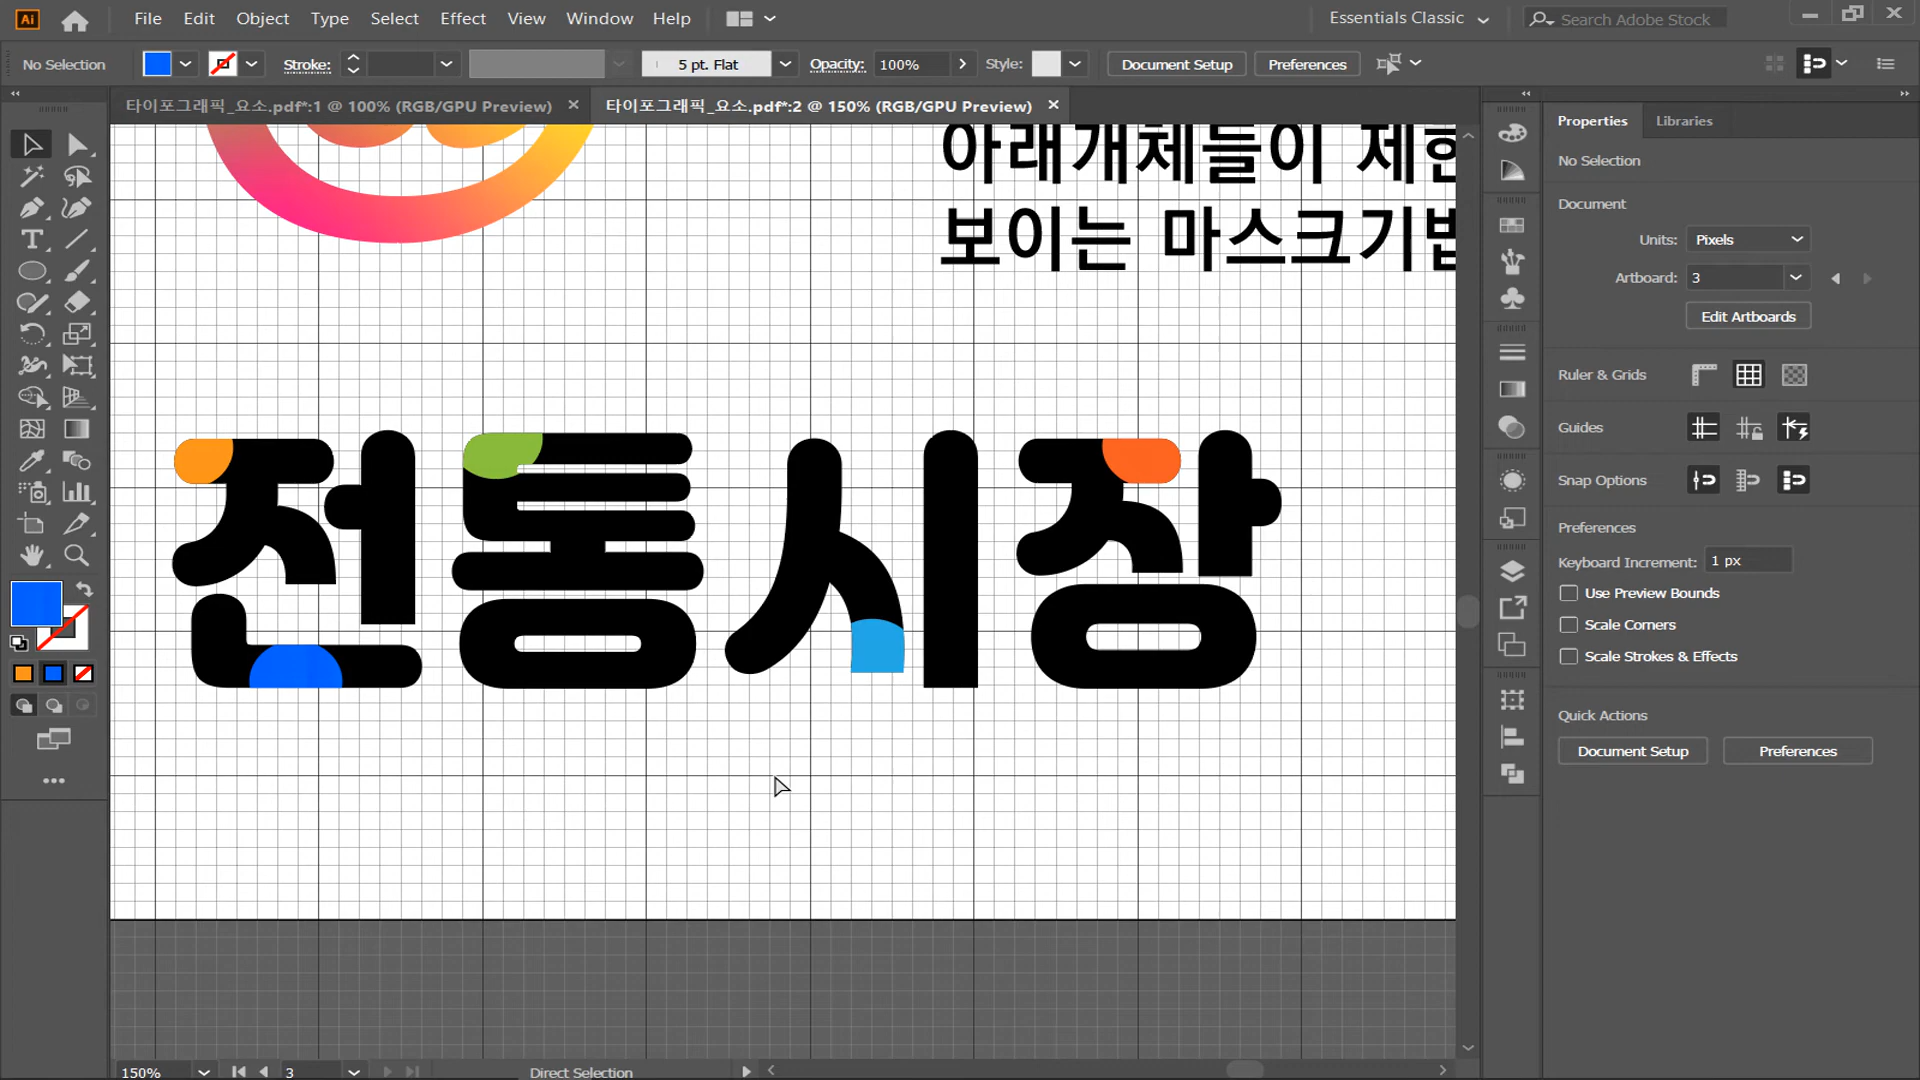 Ai File Edit Object Type Select Effect View Window Help Essentials Classic Search Adobe Stock
No Selection Stroke: 5 pt. Flat Opacity: 100% Style: Document Setup Preferences
타이포그래픽_요소.pdf*:1 @ 100% (RGB/GPU Preview) 타이포그래픽_요소.pdf*:2 @ 150% (RGB/GPU Preview)
Properties Libraries
아래개체들이 제한
보이는 마스크기법
전통시장
No Selection
Document
Units: Pixels
Artboard: 3
Edit Artboards
Ruler & Grids
Guides
Snap Options
Preferences
Keyboard Increment: 1 px
Use Preview Bounds
Scale Corners
Scale Strokes & Effects
Quick Actions
Document Setup Preferences
150% 3 Direct Selection